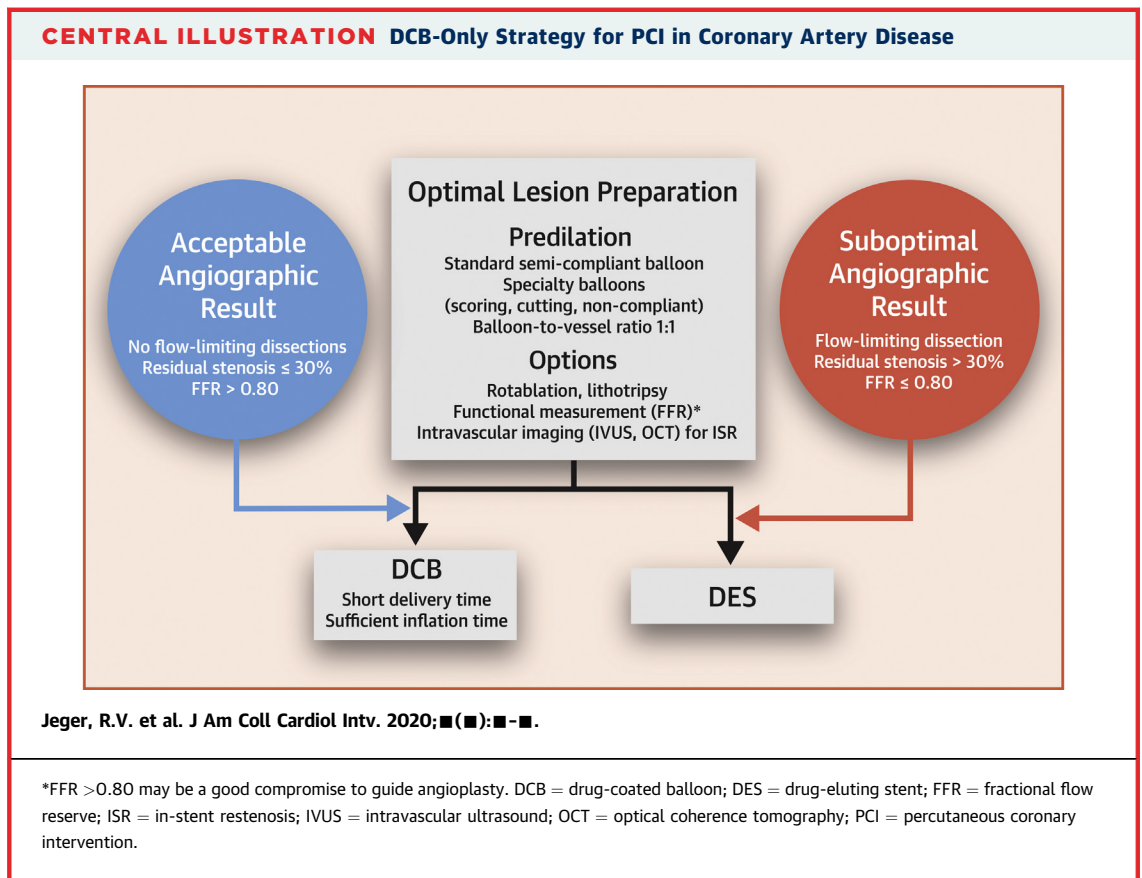 CENTRAL ILLUSTRATION DCB-Only Strategy for PCI in Coronary Artery Disease
Acceptable
Angiographic
Result
No flow-limiting dissections
Residual stenosis ≤ 30%
FFR > 0.80
Optimal Lesion Preparation
Predilation
Standard semi-compliant balloon
Specialty balloons
(scoring, cutting, non-compliant)
Balloon-to-vessel ratio 1:1
Options
Rotablation, lithotripsy
Functional measurement (FFR)*
Intravascular imaging (IVUS, OCT) for ISR
Suboptimal
Angiographic
Result
Flow-limiting dissection
Residual stenosis > 30%
FFR ≤ 0.80
DCB
Short delivery time
Sufficient inflation time
DES
Jeger, R.V. et al. J Am Coll Cardiol Intv. 2020;■(■):■-■.
*FFR >0.80 may be a good compromise to guide angioplasty. DCB = drug-coated balloon; DES = drug-eluting stent; FFR = fractional flow
reserve; ISR = in-stent restenosis; IVUS = intravascular ultrasound; OCT = optical coherence tomography; PCI = percutaneous coronary
intervention.